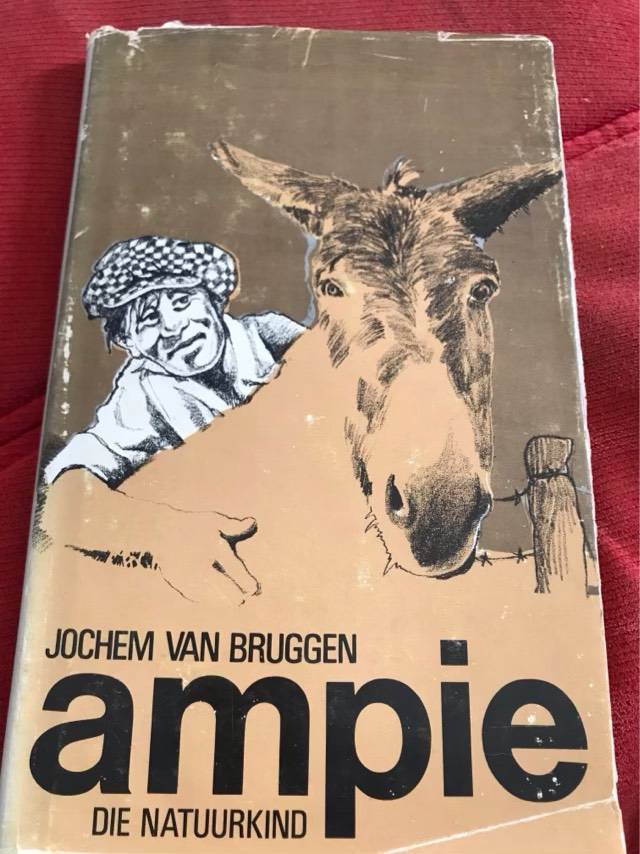 JOCHEM VAN BRUGGEN
ampie
DIE NATUURKIND